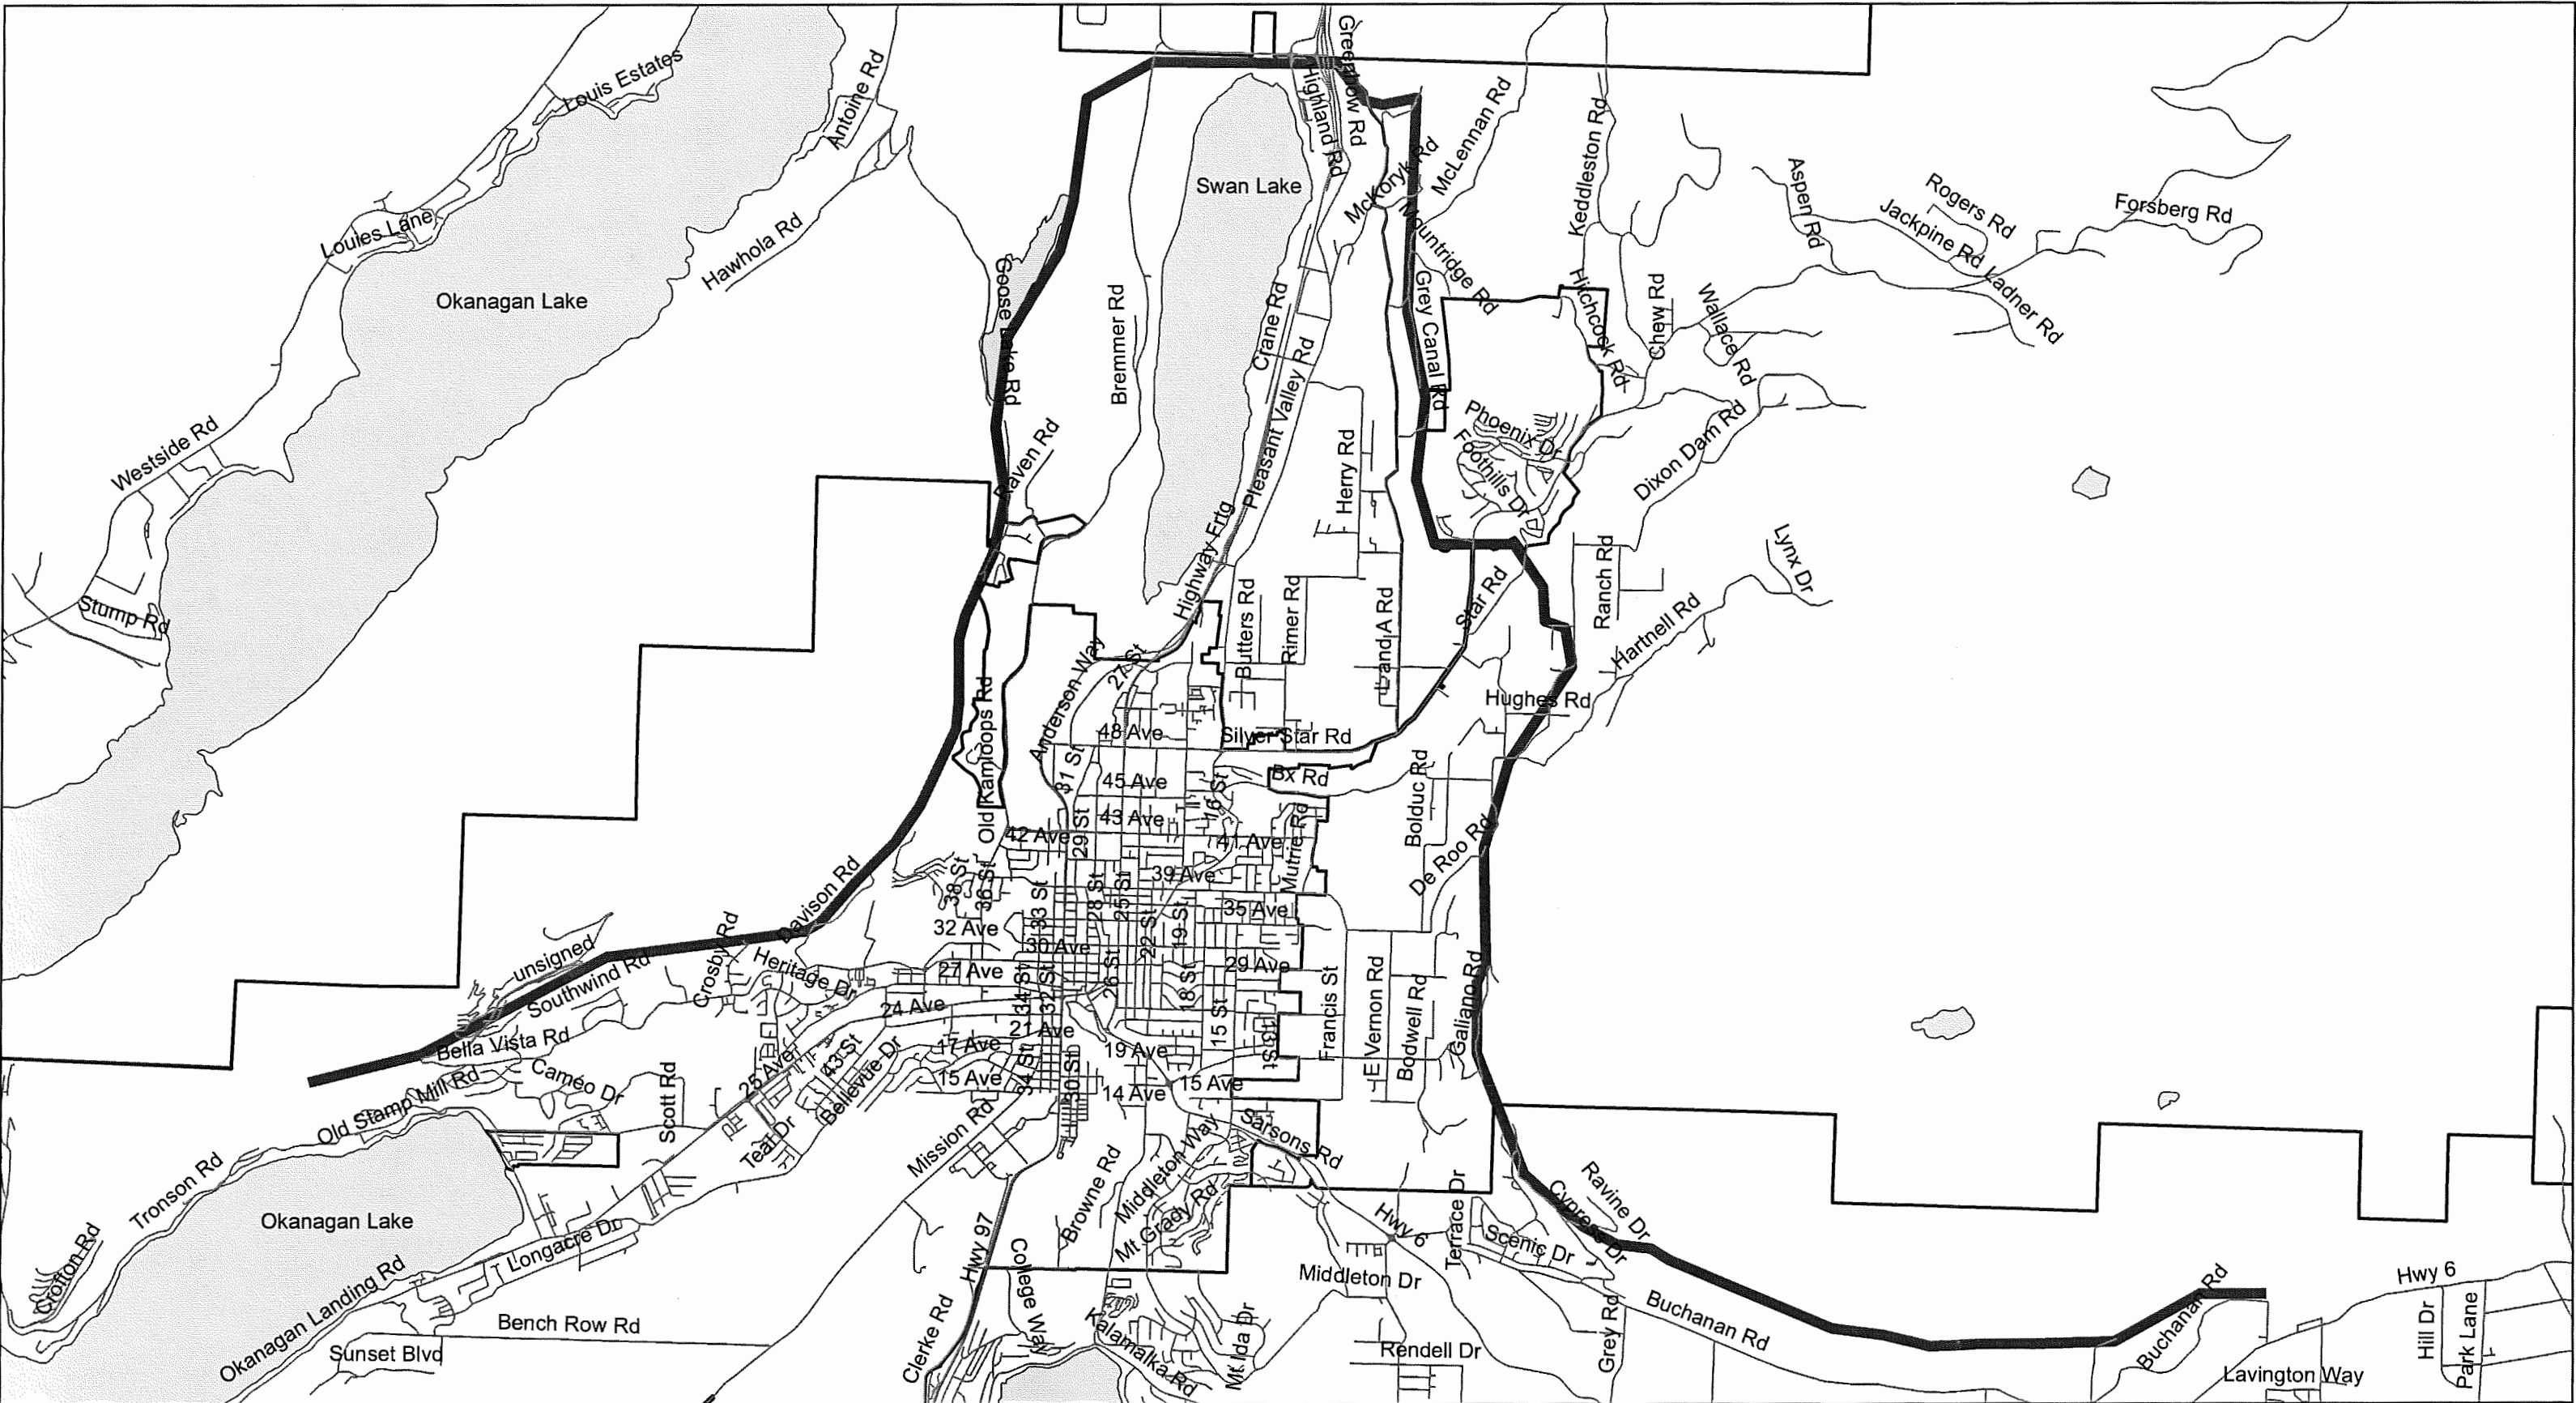 Greenhow Rd
Louis Estates
Antoine Rd
Highland Rd
McLennan Rd
Keddleston Rd
McKoryk Rd
Swan Lake
Aspen Rd
Rogers Rd
Jackpine Rd
Forsberg Rd
Louies Lane
Hawhola Rd
Mountridge Rd
Okanagan Lake
Goose Lake Rd
Bremmer Rd
Crane Rd
Grey Canal Rd
Hitchcock Rd
Chew Rd
Wallace Rd
Ladner Rd
Pleasant Valley Rd
Westside Rd
Raven Rd
Herry Rd
Phoenix Dr
Foothills Dr
Dixon Dam Rd
Highway Frtg
Stump Rd
Butters Rd
Rimer Rd
L and A Rd
Star Rd
Ranch Rd
Lynx Dr
Hartnell Rd
Anderson Way
27 St
Old Kamloops Rd
Hughes Rd
48 Ave
Silver Star Rd
31 St
45 Ave
16 St
Bx Rd
Bolduc Rd
43 Ave
42 Ave
29 St
41 Ave
Mutrie Rd
De Roo Rd
38 St
36 St
39 Ave
Davison Rd
33 St
28 St
25 St
35 Ave
32 Ave
22 St
19 St
30 Ave
unsigned
Southwind Rd
Crosby Rd
Heritage Dr
27 Ave
34 St
32 St
26 St
18 St
29 Ave
Francis St
E Vernon Rd
Bodwell Rd
Galiano Rd
24 Ave
21 Ave
15 St
13 St
Bella Vista Rd
17 Ave
19 Ave
Old Stamp Mill Rd
Cameo Dr
Scott Rd
25 Ave
43 St
Bellevue Dr
15 Ave
34 St
30 St
14 Ave
15 Ave
Teal Dr
Mission Rd
Sarsons Rd
Tronson Rd
Browne Rd
Middleton Way
Mt Grady Rd
Okanagan Lake
Longacre Dr
Hwy 97
Hwy 6
Terrace Dr
Scenic Dr
Cypress Dr
Ravine Dr
Crofton Rd
Okanagan Landing Rd
College Way
Middleton Dr
Hwy 6
Buchanan Rd
Bench Row Rd
Clerke Rd
Kalamalka Rd
Mt Ida Dr
Grey Rd
Buchanan Rd
Hill Dr
Park Lane
Sunset Blvd
Rendell Dr
Lavington Way